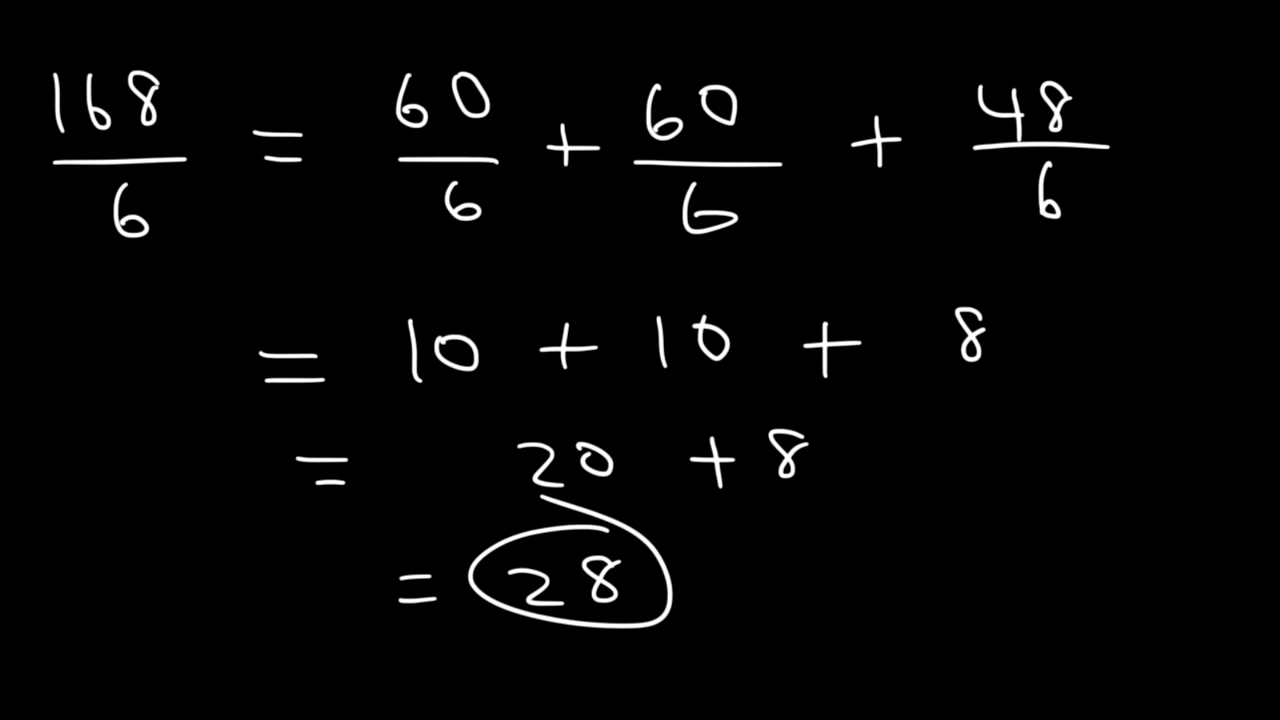 168/6 = 60/6 + 60/6 + 48/6
= 10 + 10 + 8
= 20 + 8
= 28